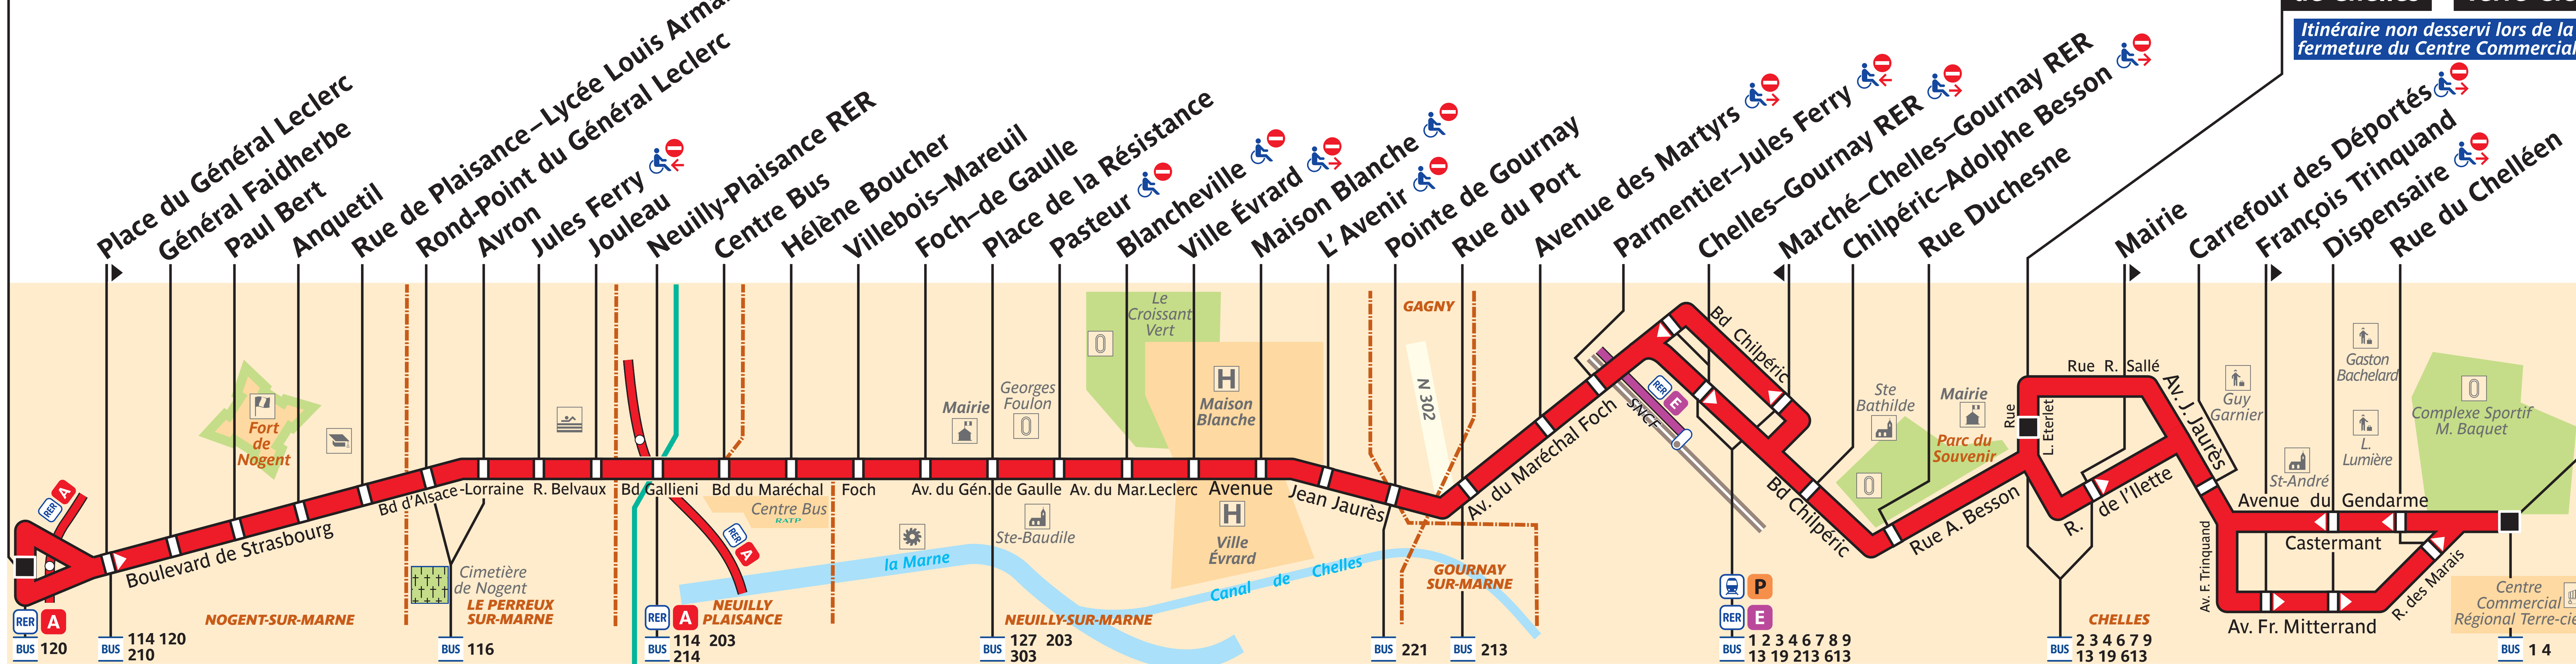 Itinéraire non desservi lors de la
fermeture du Centre Commercial
Place du Général Leclerc
Général Faidherbe
Paul Bert
Anquetil
Rue de Plaisance–Lycée Louis
Rond-Point du Général Leclerc
Avron
Jules Ferry
Jouleau
Neuilly-Plaisance RER
Centre Bus
Hélène Boucher
Villebois–Mareuil
Foch–de Gaulle
Place de la Résistance
Pasteur
Blancheville
Ville Évrard
Maison Blanche
L'Avenir
Pointe de Gournay
Rue du Port
Avenue des Martyrs
Parmentier–Jules Ferry
Chelles–Gournay RER
Marché–Chelles–Gournay RER
Chilpéric–Adolphe Besson
Rue Duchesne
Mairie
Carrefour des Déportés
François Trinquand
Dispensaire
Rue du Chelléen
Fort
de
Nogent
RER A
Boulevard de Strasbourg
Bd d'Alsace-Lorraine
R. Belvaux
Bd Gallieni
Bd du Maréchal
Foch
Av. du Gén. de Gaulle
Av. du Mar.Leclerc
Avenue
Jean Jaurès
Cimetière
de Nogent
RER A
Centre Bus
RATP
Mairie
Georges
Foulon
Ste-Baudile
Le
Croissant
Vert
H
Maison
Blanche
H
Ville
Évrard
la Marne
Canal de Chelles
GAGNY
N 302
Av. du Maréchal Foch
SNCF
RER E
Bd Chilpéric
Bd Chilpéric
Ste
Bathilde
Mairie
Parc du
Souvenir
Rue A. Besson
Rue
L. Eterlet
Rue R. Sallé
R. de l'Ilette
Av. J. Jaurès
Guy
Garnier
Gaston
Bachelard
L.
Lumière
St-André
Complexe Sportif
M. Baquet
Avenue du Gendarme
Castermant
Av. F. Trinquand
R. des Marais
Av. Fr. Mitterrand
Centre
Commercial
Régional
NOGENT-SUR-MARNE
LE PERREUX
SUR-MARNE
NEUILLY
PLAISANCE
NEUILLY-SUR-MARNE
GOURNAY
SUR-MARNE
CHELLES
RER A
BUS 120
BUS 114 120
210
BUS 116
RER A
BUS 114 203
214
BUS 127 203
303
BUS 221
BUS 213
P
RER E
BUS 1 2 3 4 6 7 8 9
13 19 213 613
BUS 2 3 4 6 7 9
13 19 613
BUS 1 4